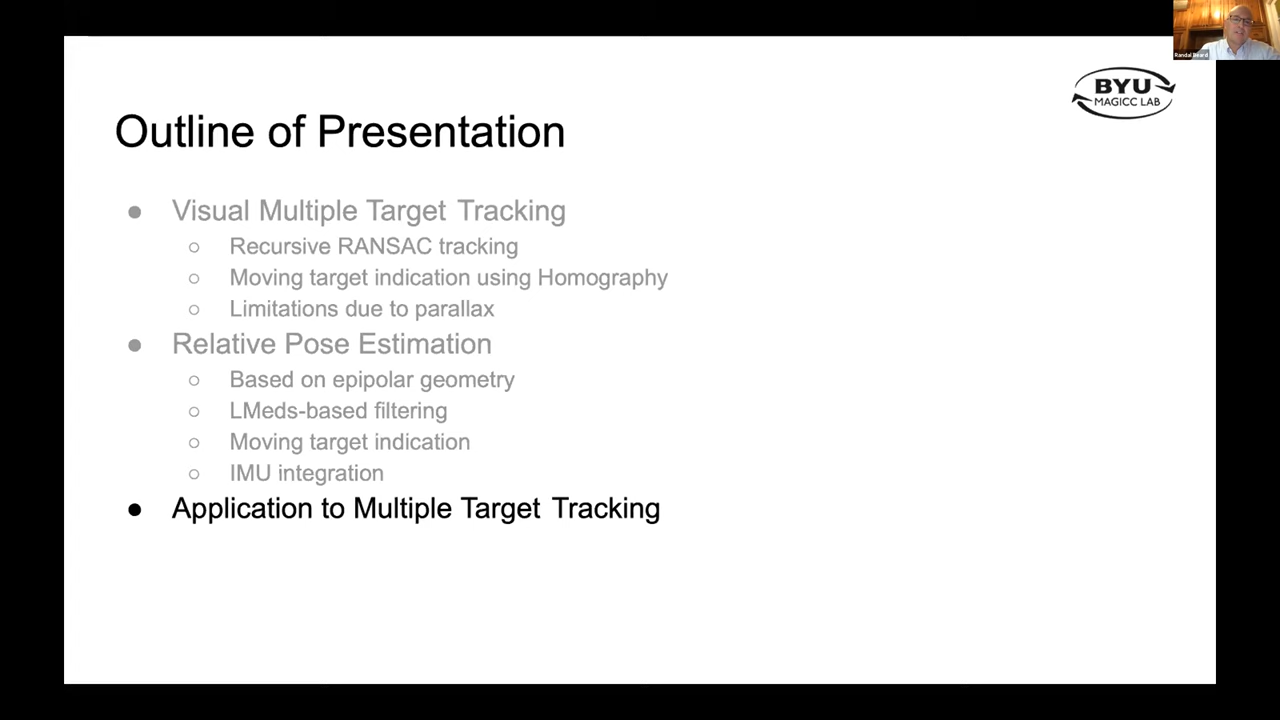 Randal Beard
BYU
MAGICC LAB
Outline of Presentation
● Visual Multiple Target Tracking
○ Recursive RANSAC tracking
○ Moving target indication using Homography
○ Limitations due to parallax
● Relative Pose Estimation
○ Based on epipolar geometry
○ LMeds-based filtering
○ Moving target indication
○ IMU integration
● Application to Multiple Target Tracking